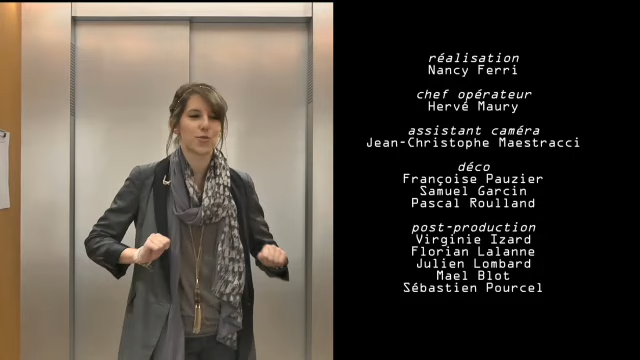 réalisation
Nancy Ferri
chef opérateur
Hervé Maury
assistant caméra
Jean-Christophe Maestracci
déco
Françoise Pauzier
Samuel Garcin
Pascal Roulland
post-production
Virginie Izard
Florian Lalanne
Julien Lombard
Mael Blot
Sébastien Pourcel